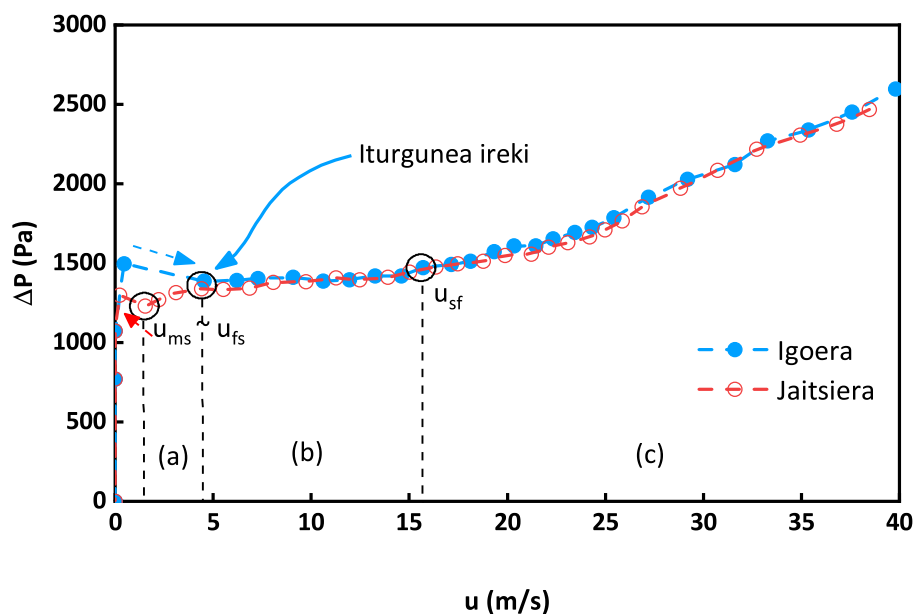 3000
2500
2000
1500
1000
500
0
ΔP (Pa)
Iturgunea ireki
u_ms ~ u_fs
u_sf
Igoera
Jaitsiera
(a)
(b)
(c)
0 5 10 15 20 25 30 35 40
u (m/s)